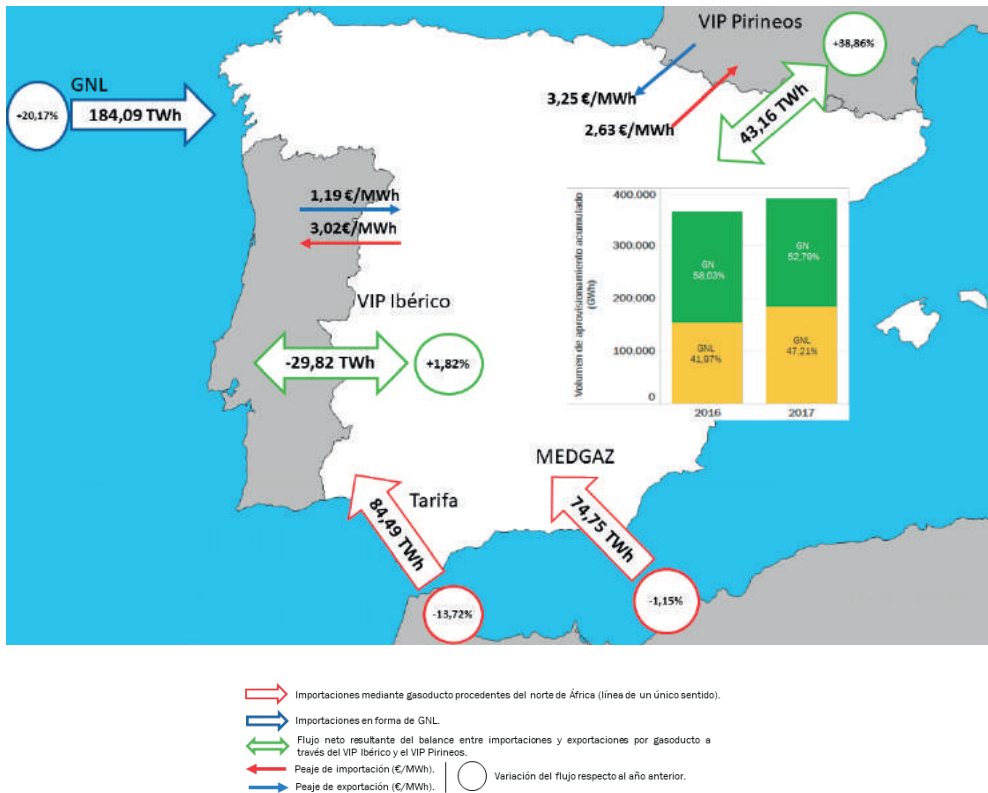 VIP Pirineos
+38,86%
GNL
+20,17%
184,09 TWh
3,25 €/MWh
2,63 €/MWh
43,16 TWh
1,19 €/MWh
3,02€/MWh
VIP Ibérico
-29,82 TWh
+1,82%
Volumen de aprovisionamiento acumulado
(GWh)
400.000
300.000
200.000
100.000
0
GN
58,03%
GNL
41,97%
GN
52,79%
GNL
47,21%
2016
2017
MEDGAZ
Tarifa
84,49 TWh
74,75 TWh
-13,72%
-1,15%
Importaciones mediante gasoducto procedentes del norte de África (línea de un único sentido).
Importaciones en forma de GNL.
Flujo neto resultante del balance entre importaciones y exportaciones por gasoducto a
través del VIP Ibérico y el VIP Pirineos.
Peaje de importación (€/MWh).
Variación del flujo respecto al año anterior.
Peaje de exportación (€/MWh).